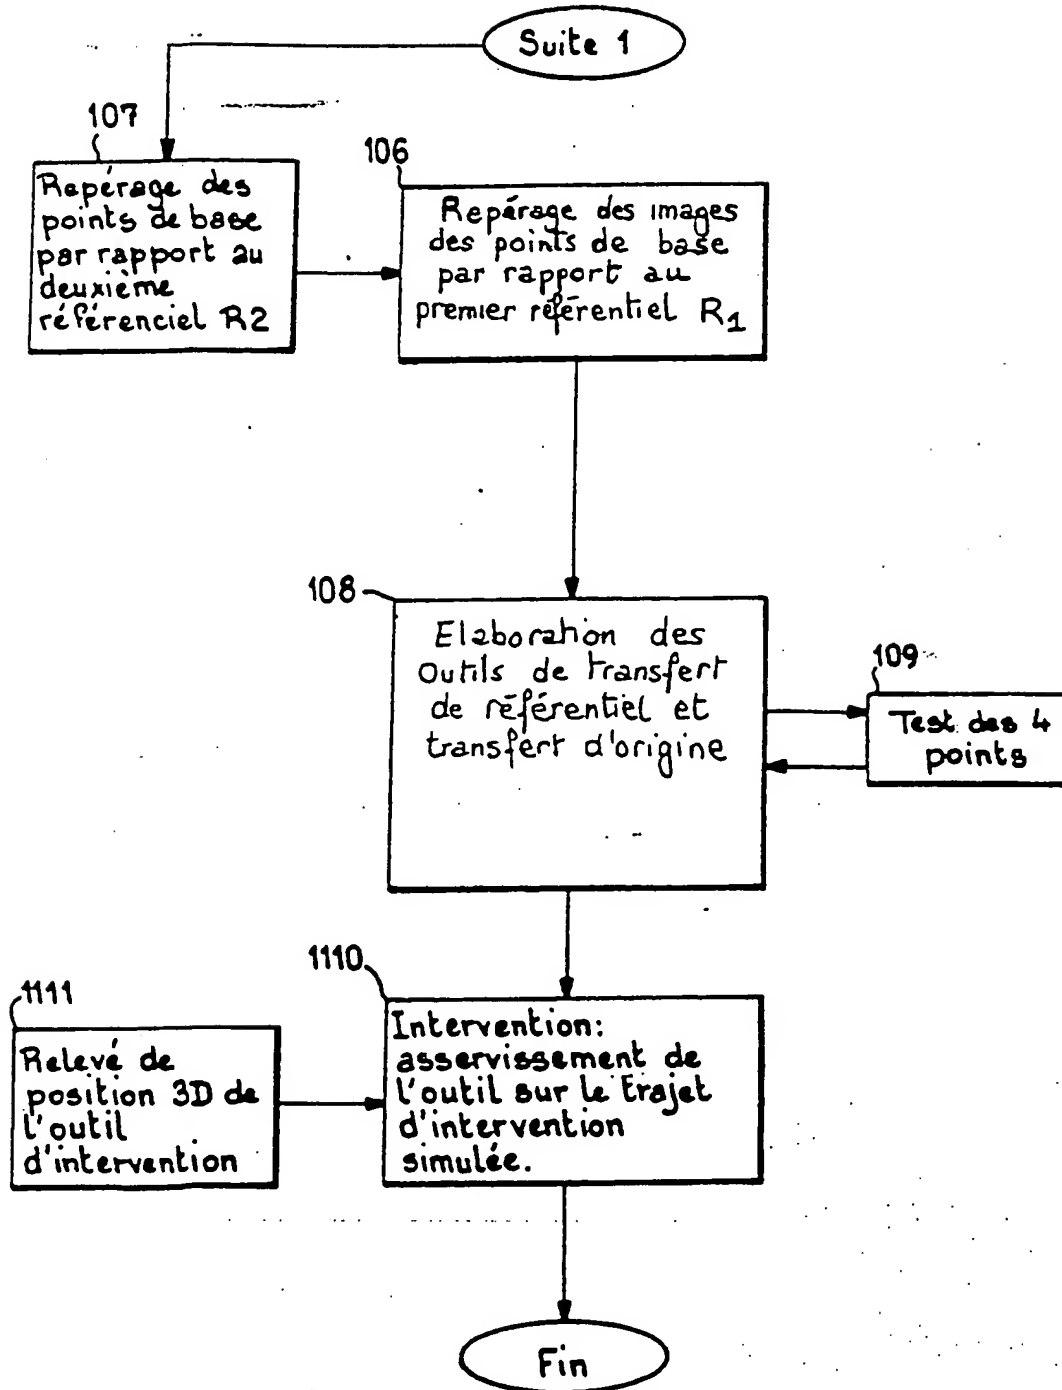 Suite 1
107
Repérage des
points de base
par rapport au
deuxième
référenciel R2
106
Repérage des images
des points de base
par rapport au
premier référentiel R1
108
Elaboration des
Outils de transfert
de référentiel et
transfert d'origine
109
Test des 4
points
1110
Intervention:
asservissement de
l'outil sur le trajet
d'intervention
simulée.
1111
Relevé de
position 3D de
l'outil
d'intervention
Fin